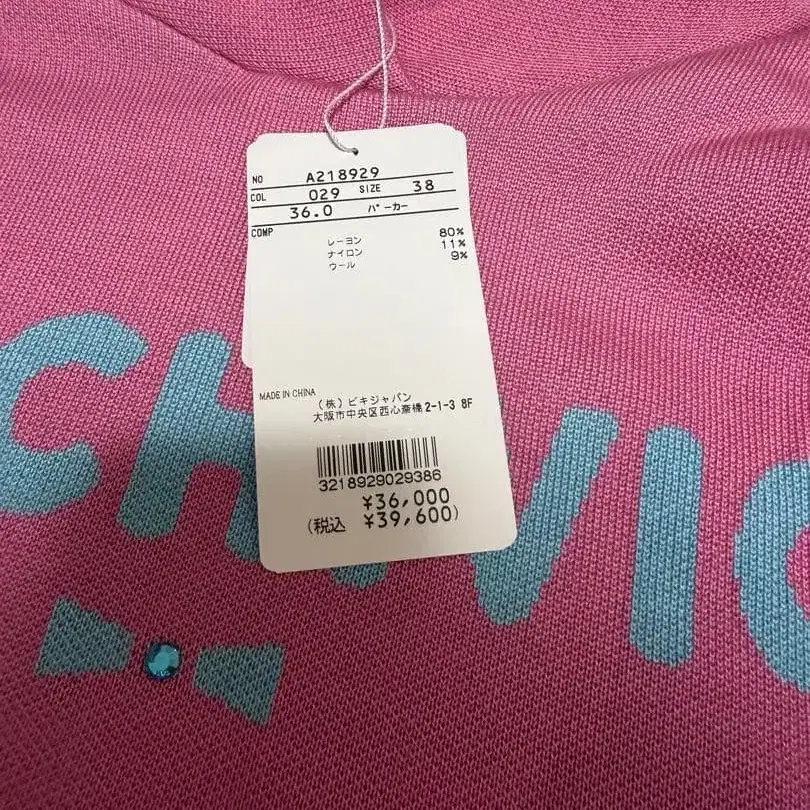 NO A218929
COL 029 SIZE 38
36.0 パーカー
COMP
レーヨン 80%
ナイロン 11%
ウール 9%
MADE IN CHINA
(株)ビキジャパン
大阪市中央区西心斎橋2-1-3 8F
3218929029386
¥36,000
(税込 ¥39,600)
CH VIC